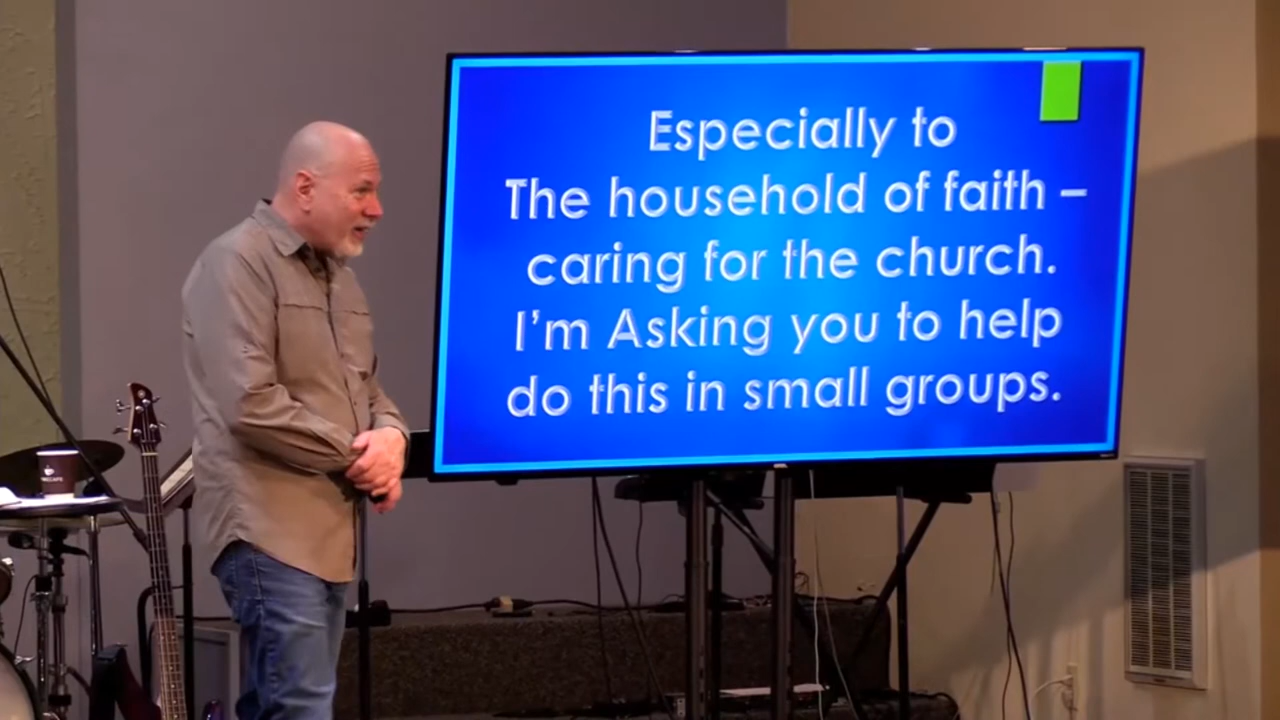 Especially to
The household of faith –
caring for the church.
I'm Asking you to help
do this in small groups.